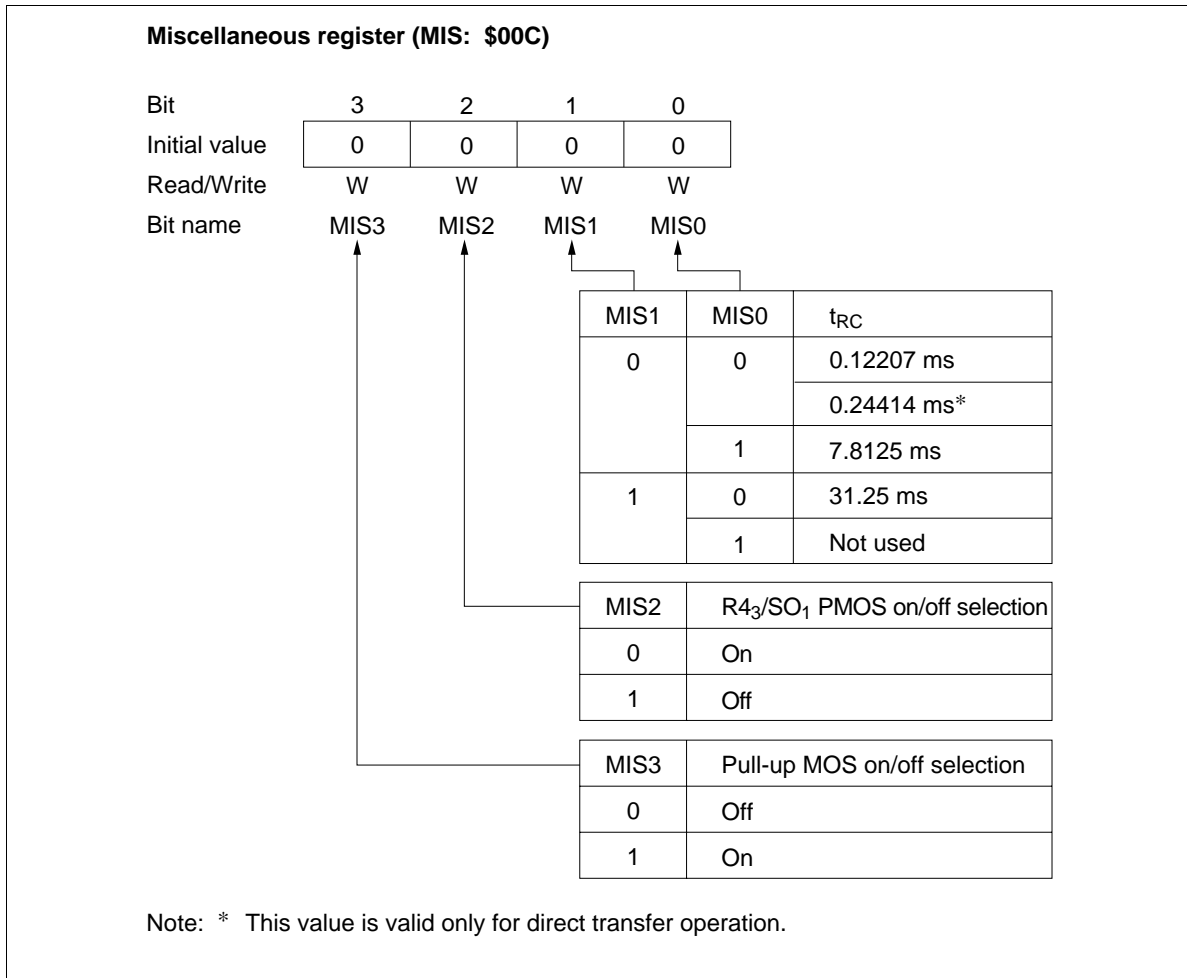 Miscellaneous register (MIS: $00C)
Bit 3 2 1 0
Initial value 0 0 0 0
Read/Write W W W W
Bit name MIS3 MIS2 MIS1 MIS0
MIS1 MIS0 tRC
0 0 0.12207 ms
0.24414 ms*
1 7.8125 ms
1 0 31.25 ms
1 Not used
MIS2 R43/SO1 PMOS on/off selection
0 On
1 Off
MIS3 Pull-up MOS on/off selection
0 Off
1 On
Note: * This value is valid only for direct transfer operation.